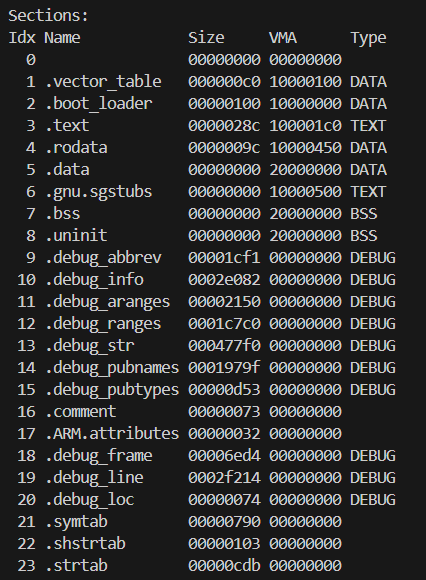 Sections:
Idx Name Size VMA Type
0 00000000 00000000
1 .vector_table 000000c0 10000100 DATA
2 .boot_loader 00000100 10000000 DATA
3 .text 0000028c 100001c0 TEXT
4 .rodata 0000009c 10000450 DATA
5 .data 00000000 20000000 DATA
6 .gnu.sgstubs 00000000 10000500 TEXT
7 .bss 00000000 20000000 BSS
8 .uninit 00000000 20000000 BSS
9 .debug_abbrev 00001cf1 00000000 DEBUG
10 .debug_info 0002e082 00000000 DEBUG
11 .debug_aranges 00002150 00000000 DEBUG
12 .debug_ranges 0001c7c0 00000000 DEBUG
13 .debug_str 000477f0 00000000 DEBUG
14 .debug_pubnames 0001979f 00000000 DEBUG
15 .debug_pubtypes 00000d53 00000000 DEBUG
16 .comment 00000073 00000000
17 .ARM.attributes 00000032 00000000
18 .debug_frame 00006ed4 00000000 DEBUG
19 .debug_line 0002f214 00000000 DEBUG
20 .debug_loc 00000074 00000000 DEBUG
21 .symtab 00000790 00000000
22 .shstrtab 00000103 00000000
23 .strtab 00000cdb 00000000